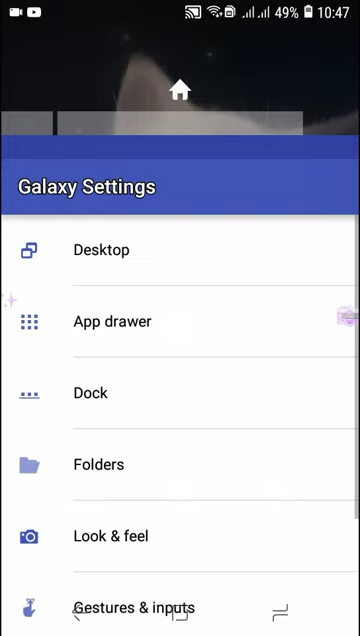 49% 10:47
Galaxy Settings
Desktop
App drawer
Dock
Folders
Look & feel
Gestures & inputs